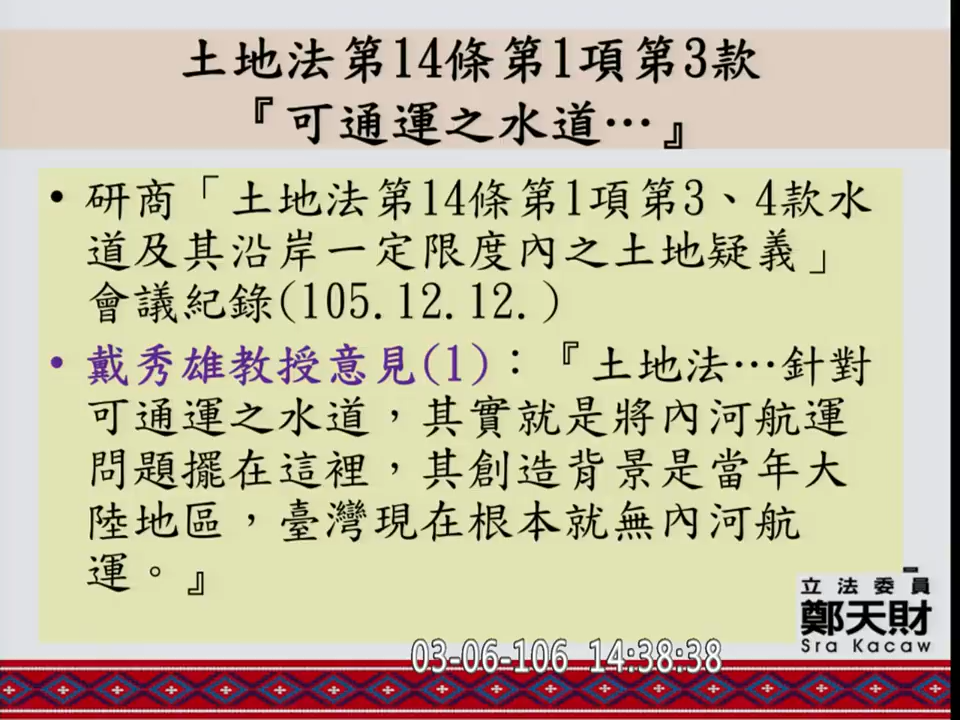 土地法第14條第1項第3款
『可通運之水道…』
• 研商「土地法第14條第1項第3、4款水
道及其沿岸一定限度內之土地疑義」
會議紀錄(105.12.12.)
• 戴秀雄教授意見(1)：『土地法…針對
可通運之水道，其實就是將內河航運
問題擺在這裡，其創造背景是當年大
陸地區，臺灣現在根本就無內河航
運。』
立法委員
鄭天財
Sra Kacaw
03-06-106 14:38:38